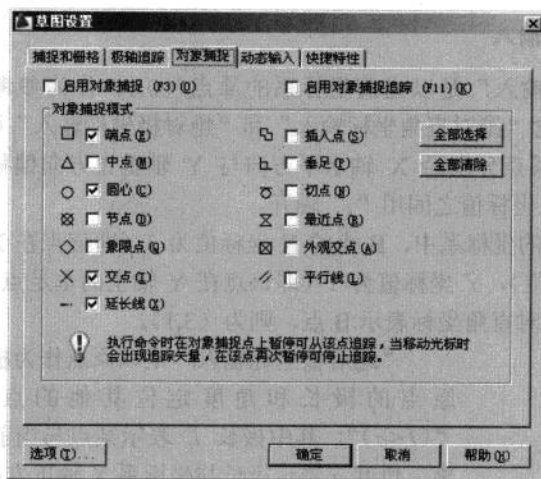 草图设置
捕捉和栅格 极轴追踪 对象捕捉 动态输入 快捷特性
启用对象捕捉 (F3)(O) 启用对象捕捉追踪 (F11)(K)
对象捕捉模式
端点(E) 插入点(S) 全部选择
中点(M) 垂足(P) 全部清除
圆心(C) 切点(N)
节点(D) 最近点(R)
象限点(Q) 外观交点(A)
交点(I) 平行线(L)
延长线(X)
执行命令时在对象捕捉点上暂停可从该点追踪，当移动光标时
会出现追踪矢量，在该点再次暂停可停止追踪。
选项(T)... 确定 取消 帮助(H)